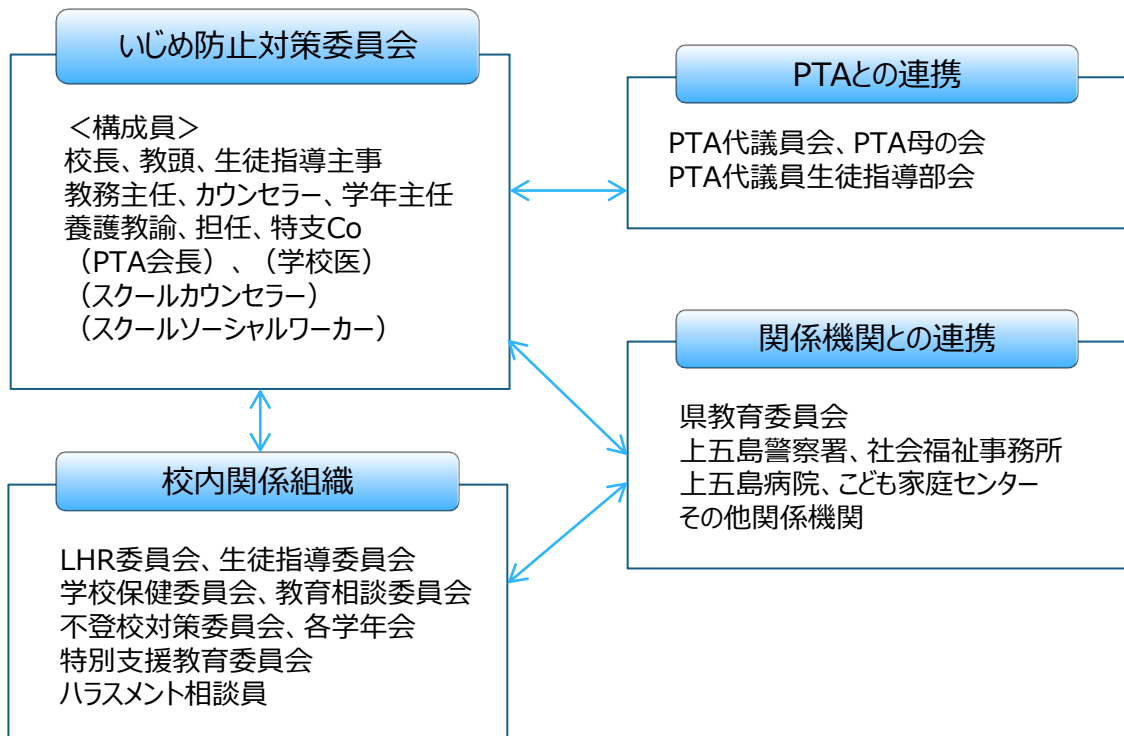 いじめ防止対策委員会
＜構成員＞
校長、教頭、生徒指導主事
教務主任、カウンセラー、学年主任
養護教諭、担任、特支Co
（PTA会長）、（学校医）
（スクールカウンセラー）
（スクールソーシャルワーカー）
PTAとの連携
PTA代議員会、PTA母の会
PTA代議員生徒指導部会
関係機関との連携
県教育委員会
上五島警察署、社会福祉事務所
上五島病院、こども家庭センター
その他関係機関
校内関係組織
LHR委員会、生徒指導委員会
学校保健委員会、教育相談委員会
不登校対策委員会、各学年会
特別支援教育委員会
ハラスメント相談員